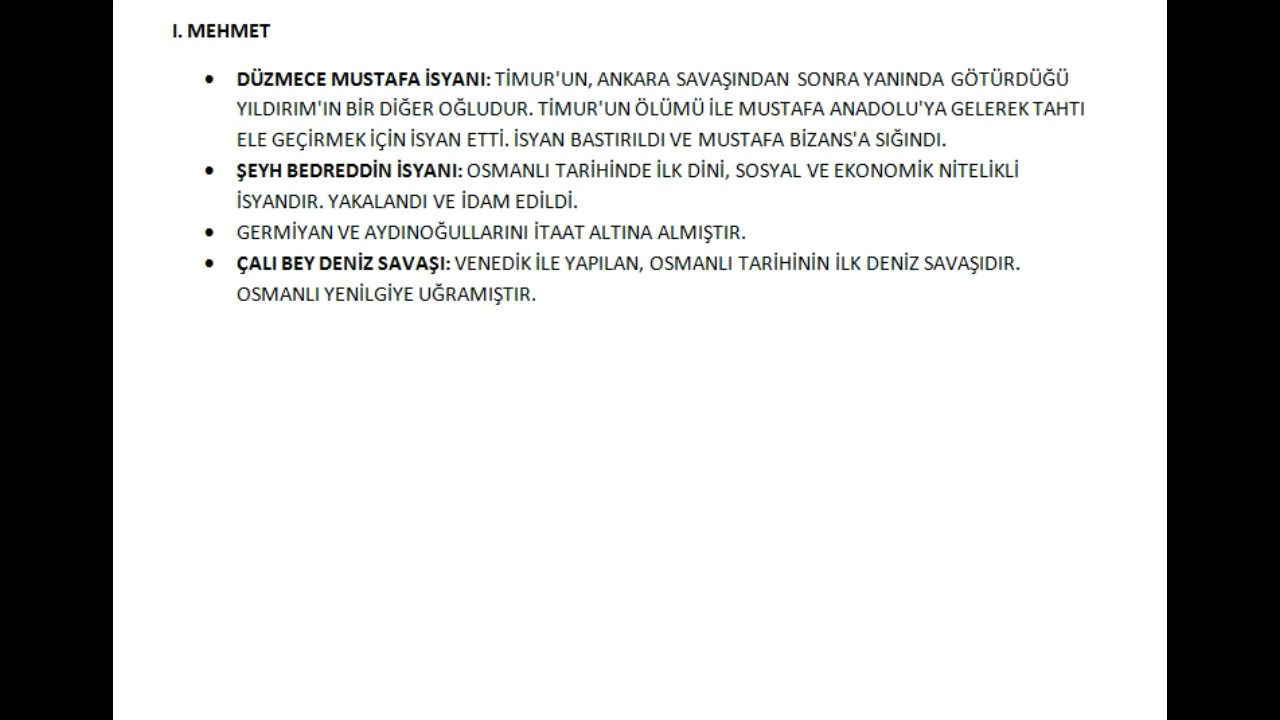 I. MEHMET
• DÜZMECE MUSTAFA İSYANI: TİMUR'UN, ANKARA SAVAŞINDAN SONRA YANINDA GÖTÜRDÜĞÜ
YILDIRIM'IN BİR DİĞER OĞLUDUR. TİMUR'UN ÖLÜMÜ İLE MUSTAFA ANADOLU'YA GELEREK TAHTI
ELE GEÇİRMEK İÇİN İSYAN ETTİ. İSYAN BASTIRILDI VE MUSTAFA BİZANS'A SIĞINDI.
• ŞEYH BEDREDDİN İSYANI: OSMANLI TARİHİNDE İLK DİNİ, SOSYAL VE EKONOMİK NİTELİKLİ
İSYANDIR. YAKALANDI VE İDAM EDİLDİ.
• GERMİYAN VE AYDINOĞULLARINI İTAAT ALTINA ALMIŞTIR.
• ÇALI BEY DENİZ SAVAŞI: VENEDİK İLE YAPILAN, OSMANLI TARİHİNİN İLK DENİZ SAVAŞIDIR.
OSMANLI YENİLGİYE UĞRAMIŞTIR.